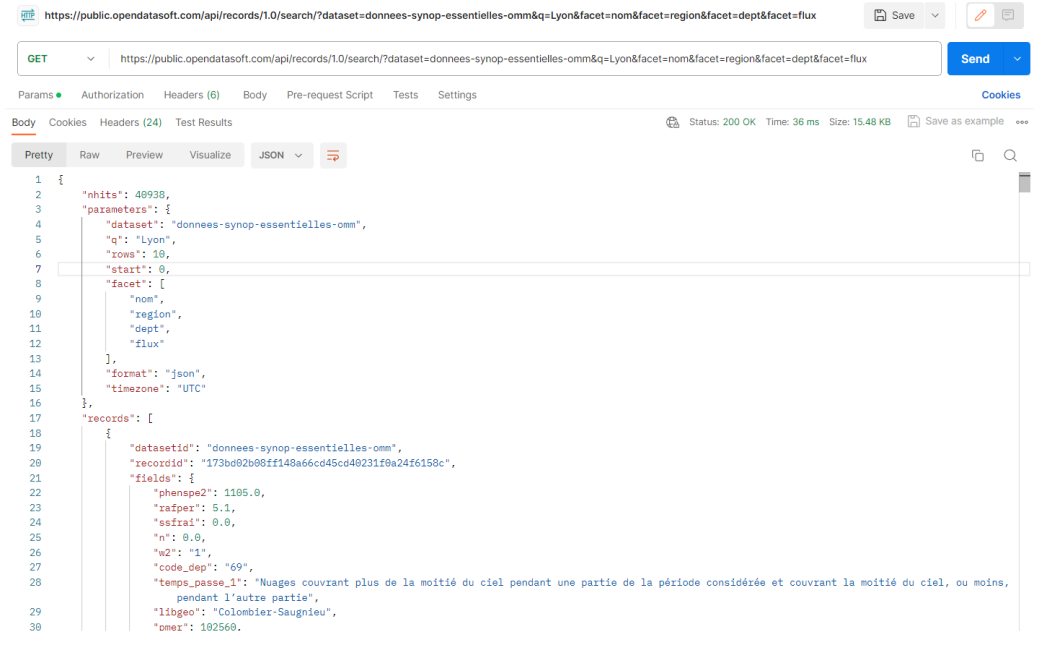 HTTP https://public.opendatasoft.com/api/records/1.0/search/?dataset=donnees-synop-essentielles-omm&q=Lyon&facet=nom&facet=region&facet=dept&facet=flux Save
GET https://public.opendatasoft.com/api/records/1.0/search/?dataset=donnees-synop-essentielles-omm&q=Lyon&facet=nom&facet=region&facet=dept&facet=flux Send
Params Authorization Headers (6) Body Pre-request Script Tests Settings Cookies
Body Cookies Headers (24) Test Results Status: 200 OK Time: 36 ms Size: 15.48 KB Save as example
Pretty Raw Preview Visualize JSON
1 {
2 "nhits": 40938,
3 "parameters": {
4 "dataset": "donnees-synop-essentielles-omm",
5 "q": "Lyon",
6 "rows": 10,
7 "start": 0,
8 "facet": [
9 "nom",
10 "region",
11 "dept",
12 "flux"
13 ],
14 "format": "json",
15 "timezone": "UTC"
16 },
17 "records": [
18 {
19 "datasetid": "donnees-synop-essentielles-omm",
20 "recordid": "173bd02b08ff148a66cd45cd40231f0a24f6158c",
21 "fields": {
22 "phenspe2": 1105.0,
23 "rafper": 5.1,
24 "ssfrai": 0.0,
25 "n": 0.0,
26 "w2": "1",
27 "code_dep": "69",
28 "temps_passe_1": "Nuages couvrant plus de la moitié du ciel pendant une partie de la période considérée et couvrant la moitié du ciel, ou moins,
pendant l'autre partie",
29 "libgeo": "Colombier-Saugnieu",
30 "pmer": 102560,